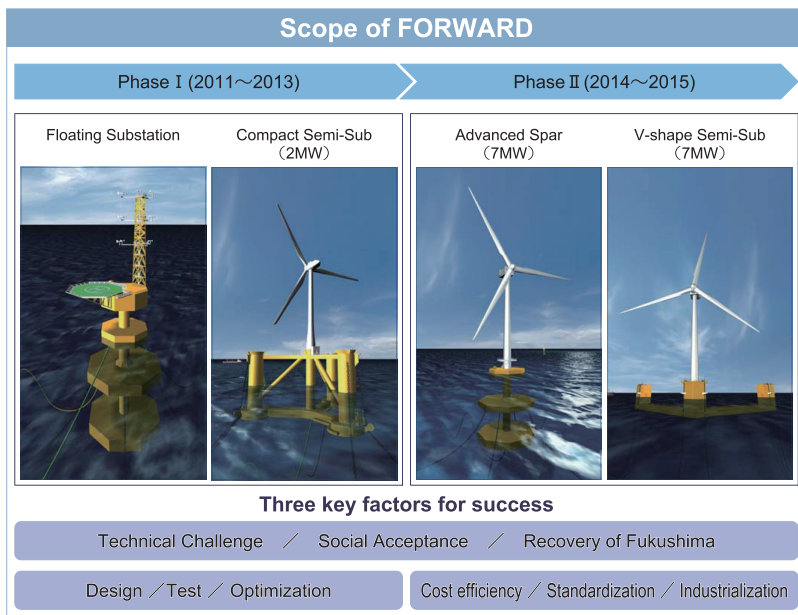 Scope of FORWARD
Phase Ⅰ (2011～2013)
Phase Ⅱ (2014～2015)
Floating Substation
Compact Semi-Sub
（2MW）
Advanced Spar
（7MW）
V-shape Semi-Sub
（7MW）
Three key factors for success
Technical Challenge ／ Social Acceptance ／ Recovery of Fukushima
Design ／Test ／ Optimization
Cost efficiency ／ Standardization ／ Industrialization